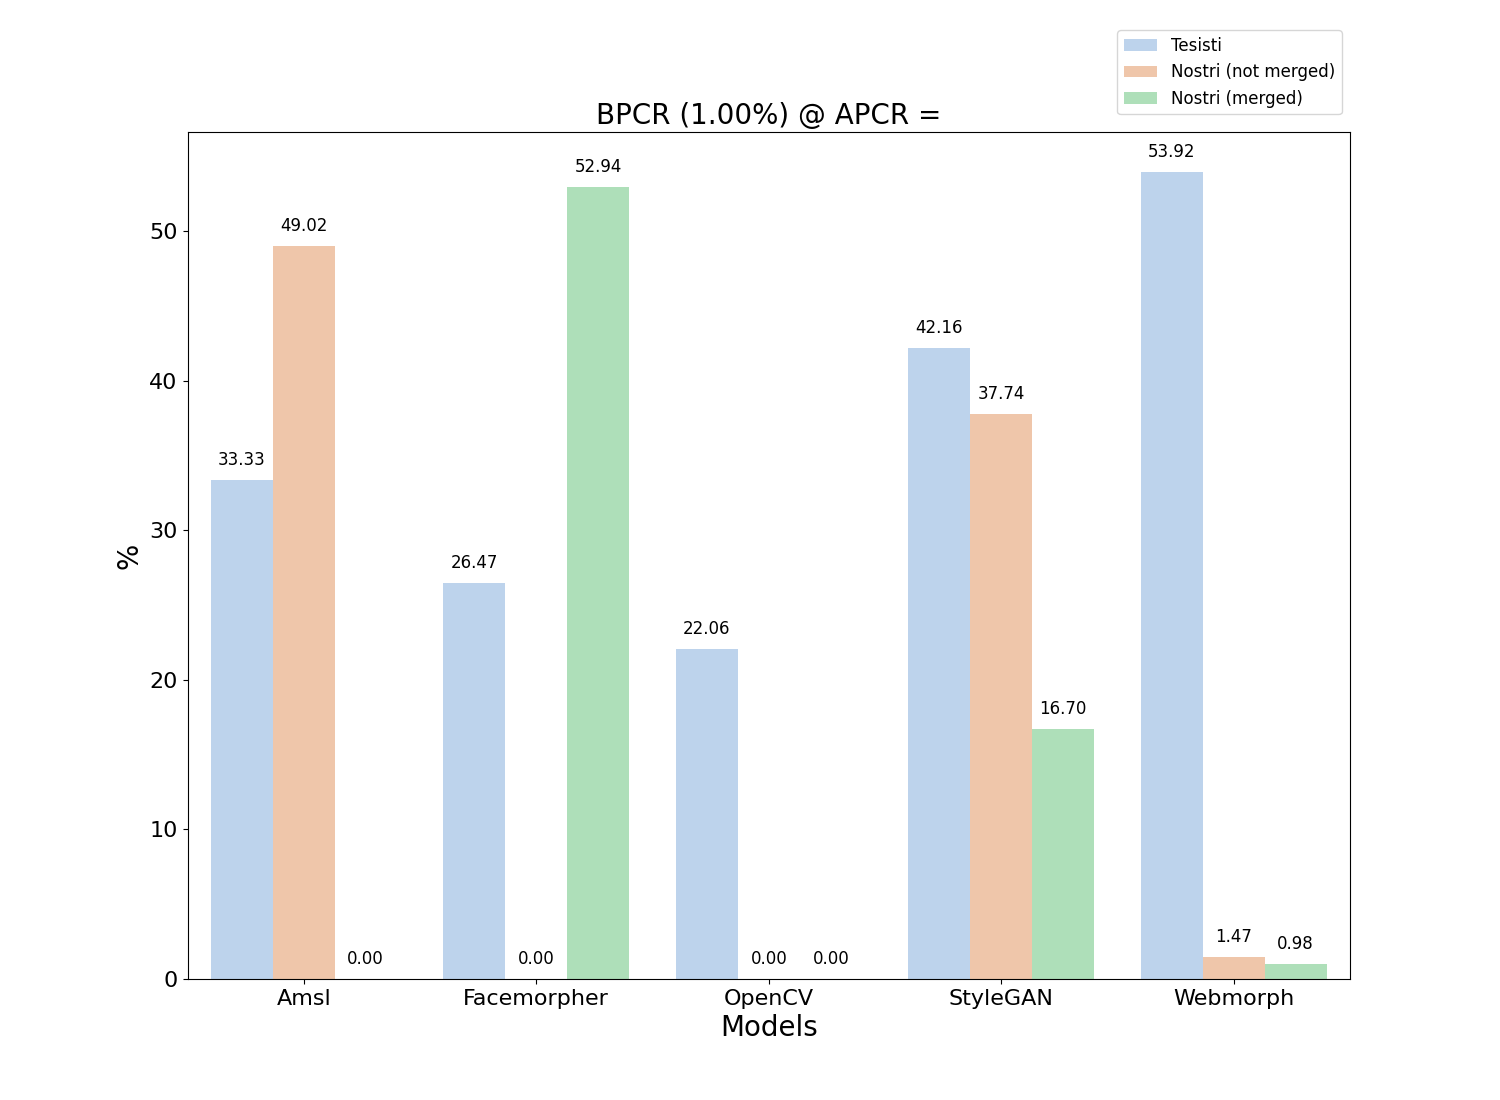 Tesisti
Nostri (not merged)
Nostri (merged)
BPCR (1.00%) @ APCR =
53.92
52.94
49.02
50
42.16
37.74
40
33.33
30
26.47
22.06
20
16.70
10
1.47
0.98
0.00
0.00
0.00
0.00
0
%
Amsl
Facemorpher
OpenCV
StyleGAN
Webmorph
Models